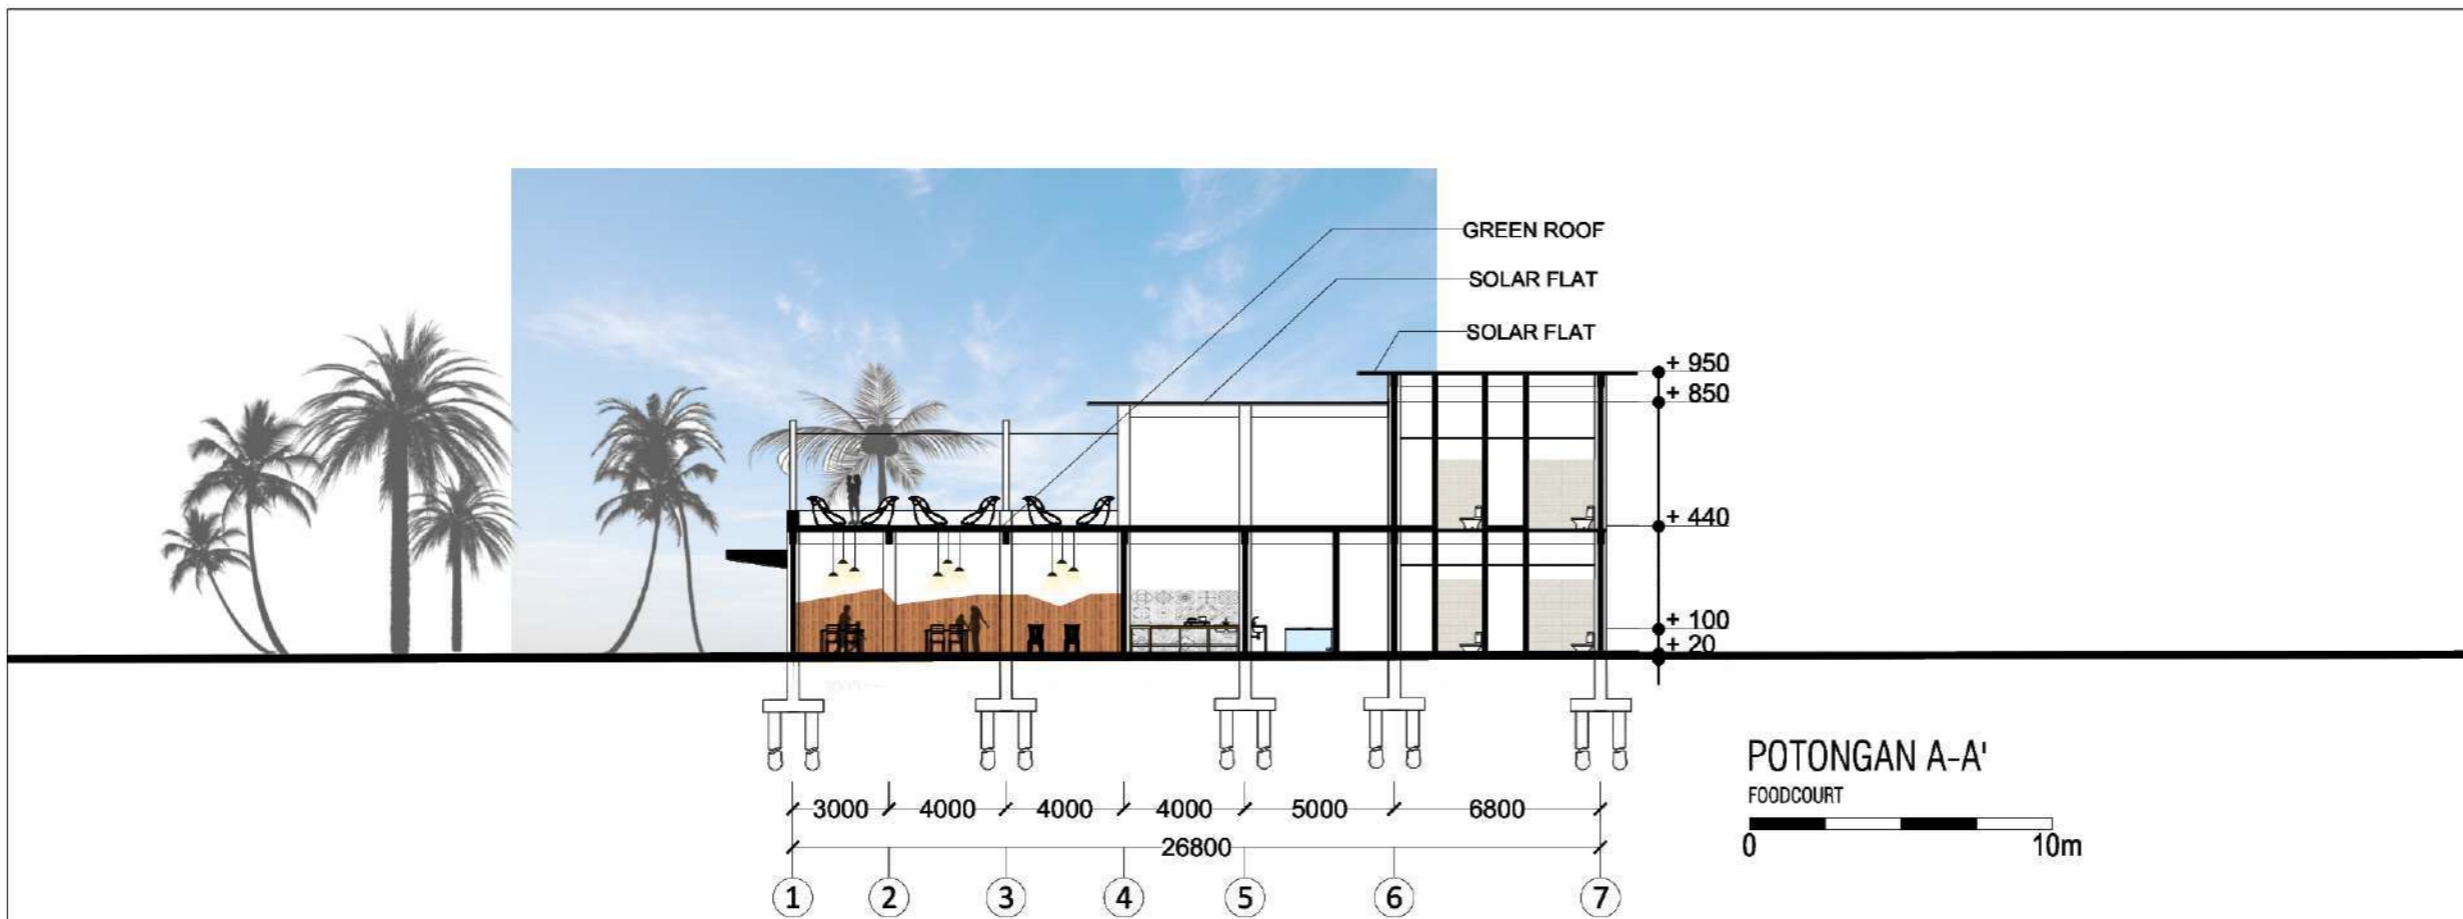 GREEN ROOF
SOLAR FLAT
SOLAR FLAT
+ 950
+ 850
+ 440
+ 100
+ 20
3000 4000 4000 4000 5000 6800
26800
1 2 3 4 5 6 7
POTONGAN A-A'
FOODCOURT
0 10m